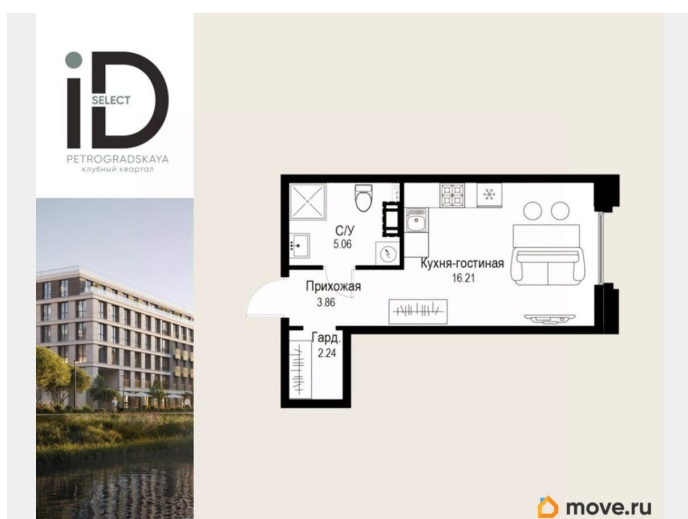 iD
SELECT
PETROGRADSKAYA
клубный квартал
С/У
5.06
Кухня-гостиная
16.21
Прихожая
3.86
Гард.
2.24
move.ru